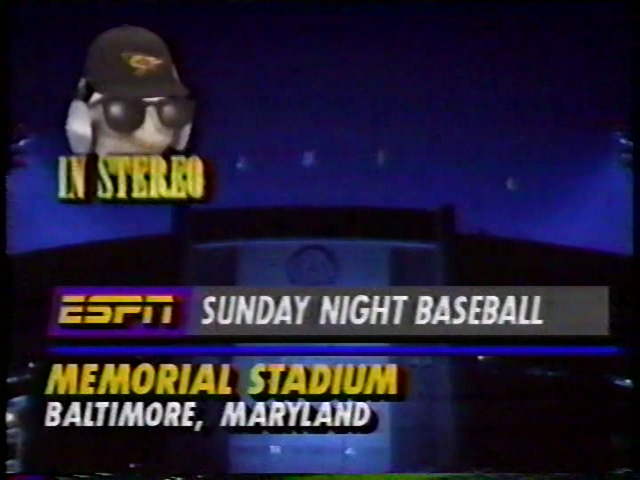 IN STEREO
ESPN SUNDAY NIGHT BASEBALL
MEMORIAL STADIUM
BALTIMORE, MARYLAND